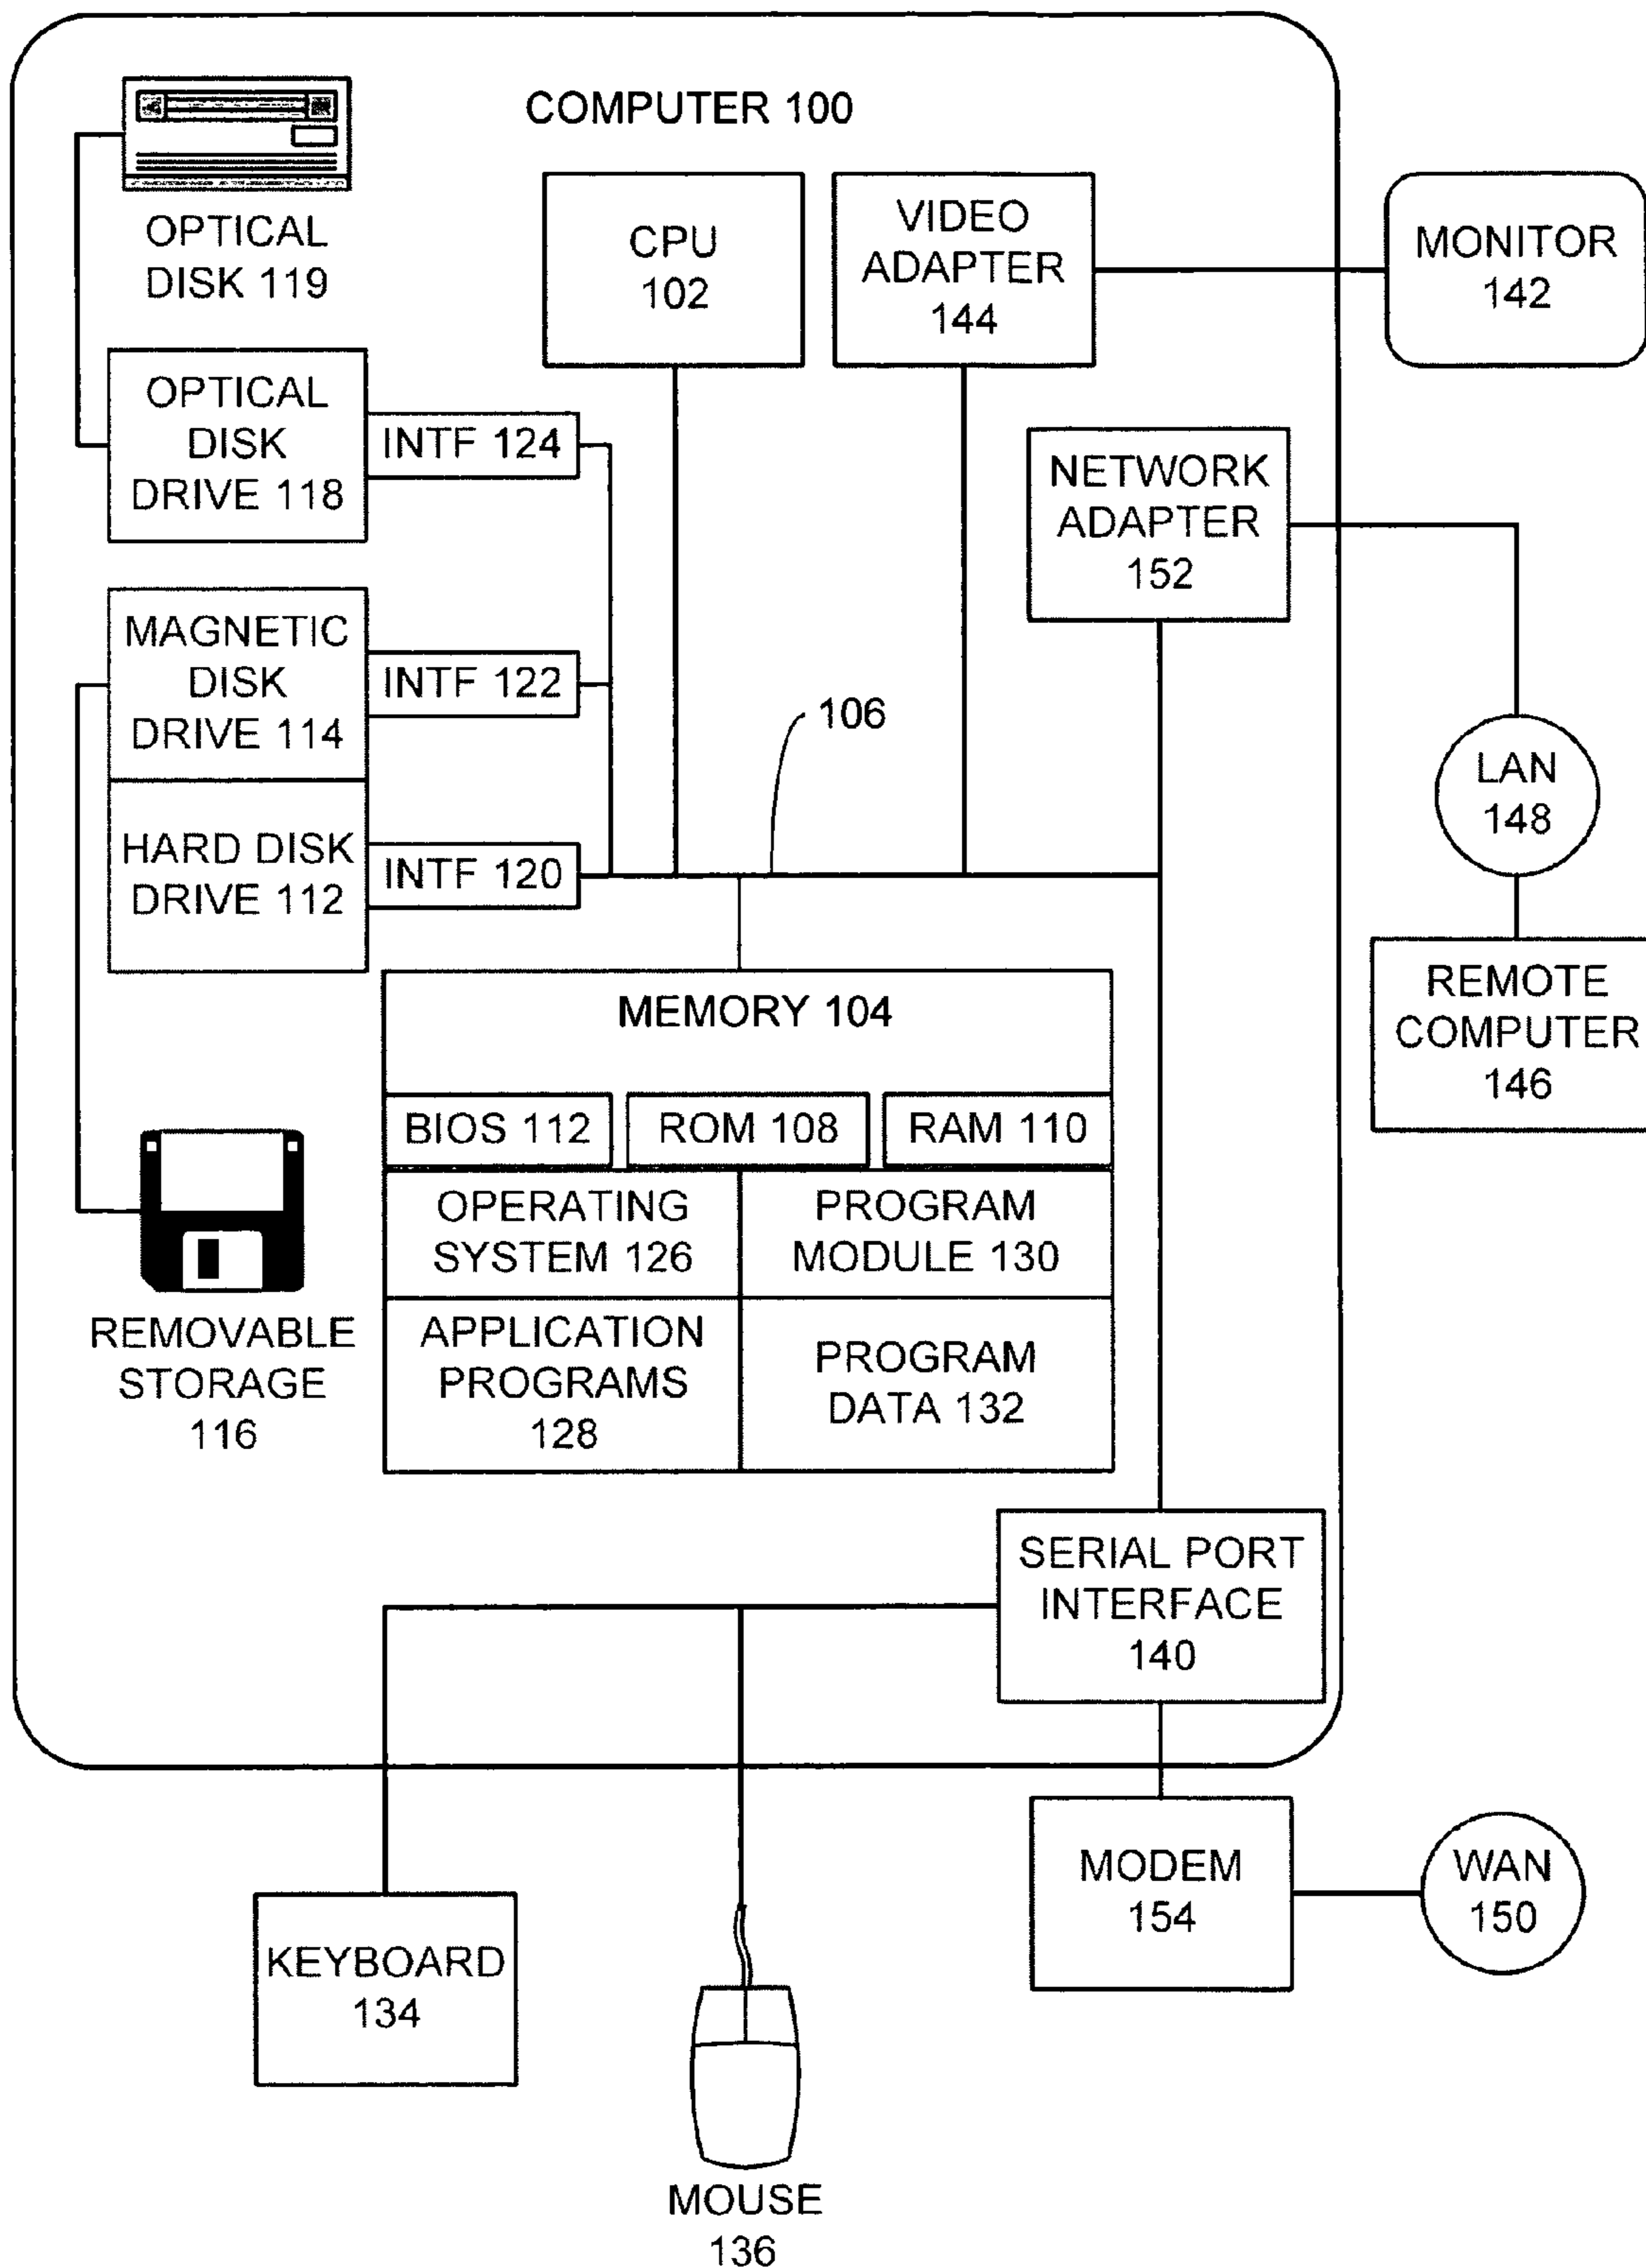 COMPUTER 100
OPTICAL
DISK 119
CPU
102
VIDEO
ADAPTER
144
MONITOR
142
OPTICAL
DISK
DRIVE 118
INTF 124
NETWORK
ADAPTER
152
MAGNETIC
DISK
DRIVE 114
INTF 122
106
LAN
148
HARD DISK
DRIVE 112
INTF 120
REMOTE
COMPUTER
146
MEMORY 104
BIOS 112
ROM 108
RAM 110
OPERATING
SYSTEM 126
PROGRAM
MODULE 130
REMOVABLE
STORAGE
116
APPLICATION
PROGRAMS
128
PROGRAM
DATA 132
SERIAL PORT
INTERFACE
140
MODEM
154
WAN
150
KEYBOARD
134
MOUSE
136